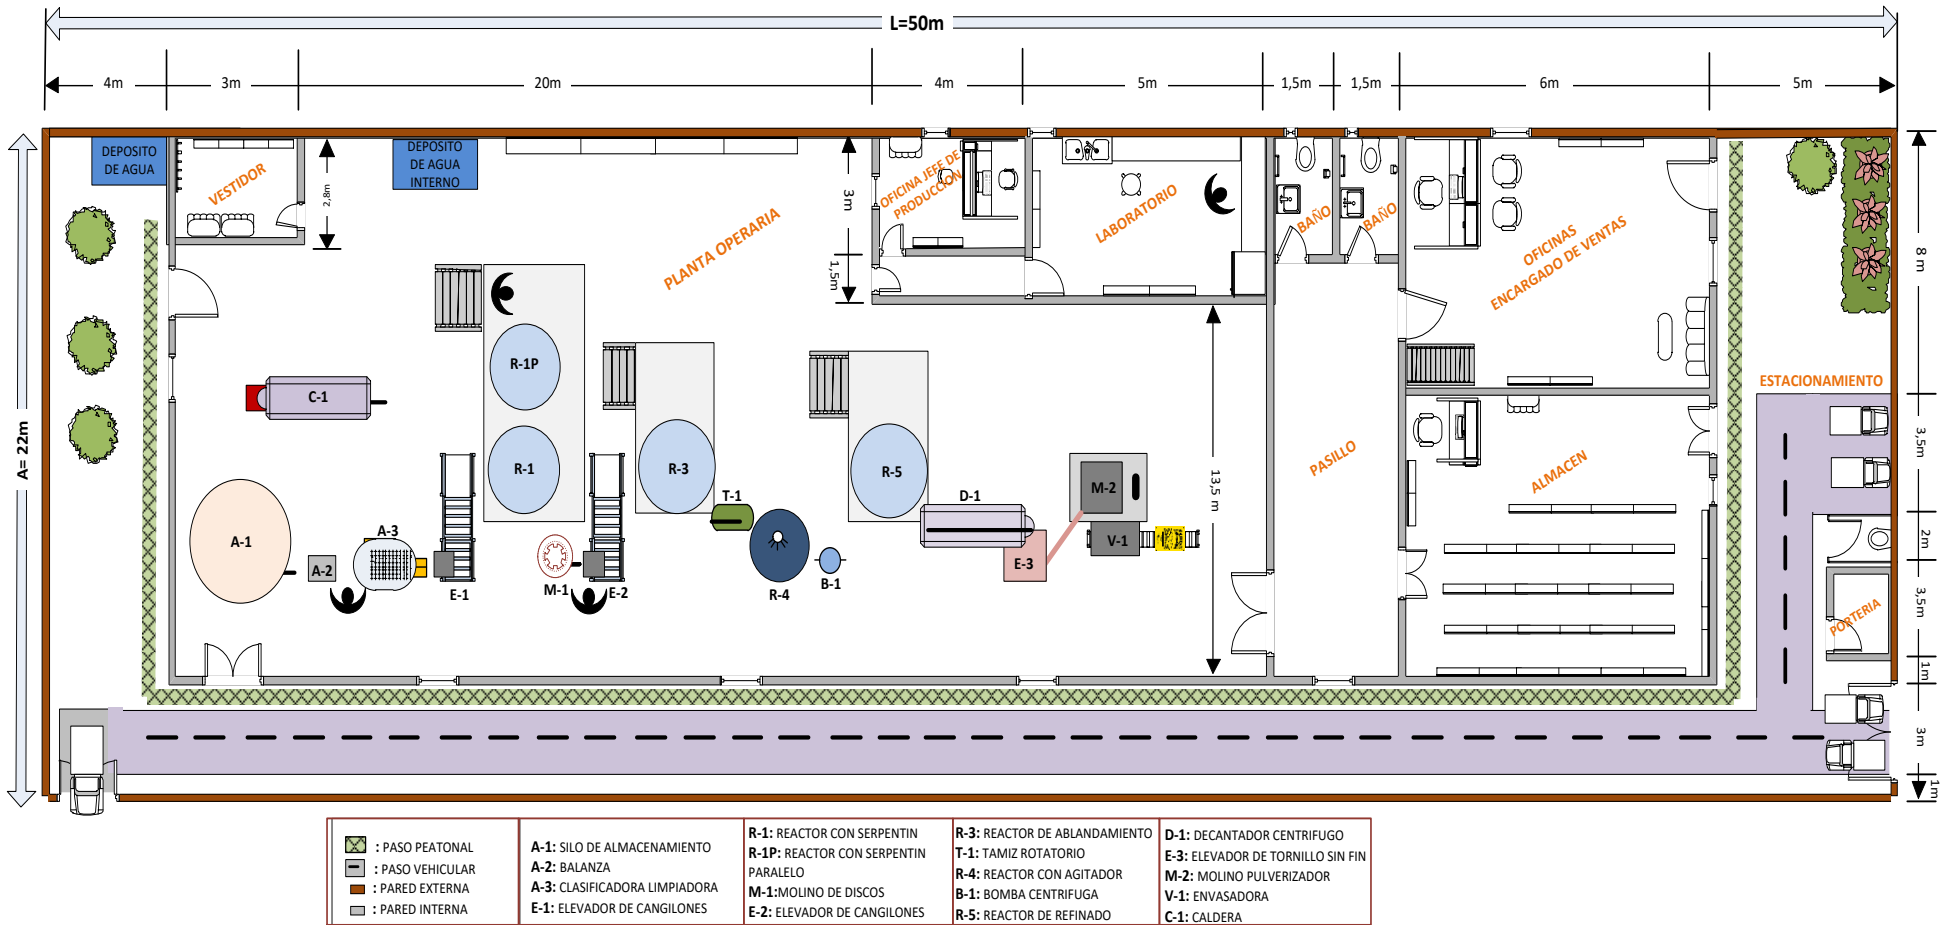 L=50m
4m
3m
20m
4m
5m
1,5m
1,5m
6m
5m
A= 22m
DEPOSITO
DE AGUA
VESTIDOR
2,8m
DEPOSITO
DE AGUA
INTERNO
PLANTA OPERARIA
3m
1,5m
OFICINA JEFE DE
PRODUCCION
LABORATORIO
BAÑO
BAÑO
OFICINAS
ENCARGADO DE VENTAS
8 m
ESTACIONAMIENTO
3,5m
2m
3,5m
1m
3m
1m
PORTERIA
ALMACEN
PASILLO
13,5 m
C-1
R-1P
R-1
R-3
R-5
T-1
D-1
M-2
V-1
E-3
A-1
A-2
A-3
E-1
M-1
E-2
R-4
B-1
: PASO PEATONAL
: PASO VEHICULAR
: PARED EXTERNA
: PARED INTERNA
A-1: SILO DE ALMACENAMIENTO
A-2: BALANZA
A-3: CLASIFICADORA LIMPIADORA
E-1: ELEVADOR DE CANGILONES
R-1: REACTOR CON SERPENTIN
R-1P: REACTOR CON SERPENTIN
PARALELO
M-1:MOLINO DE DISCOS
E-2: ELEVADOR DE CANGILONES
R-3: REACTOR DE ABLANDAMIENTO
T-1: TAMIZ ROTATORIO
R-4: REACTOR CON AGITADOR
B-1: BOMBA CENTRIFUGA
R-5: REACTOR DE REFINADO
D-1: DECANTADOR CENTRIFUGO
E-3: ELEVADOR DE TORNILLO SIN FIN
M-2: MOLINO PULVERIZADOR
V-1: ENVASADORA
C-1: CALDERA